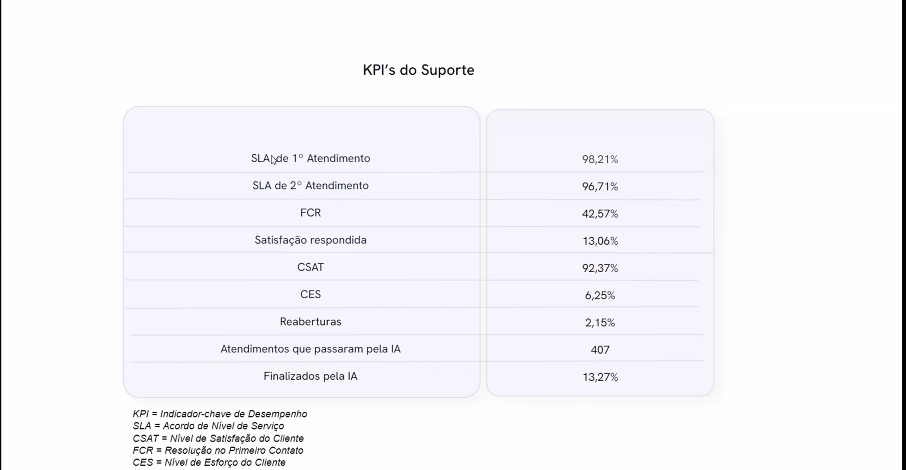 KPI's do Suporte
SLA de 1º Atendimento 98,21%
SLA de 2º Atendimento 96,71%
FCR 42,57%
Satisfação respondida 13,06%
CSAT 92,37%
CES 6,25%
Reaberturas 2,15%
Atendimentos que passaram pela IA 407
Finalizados pela IA 13,27%
KPI = Indicador-chave de Desempenho
SLA = Acordo de Nível de Serviço
CSAT = Nível de Satisfação do Cliente
FCR = Resolução no Primeiro Contato
CES = Nível de Esforço do Cliente